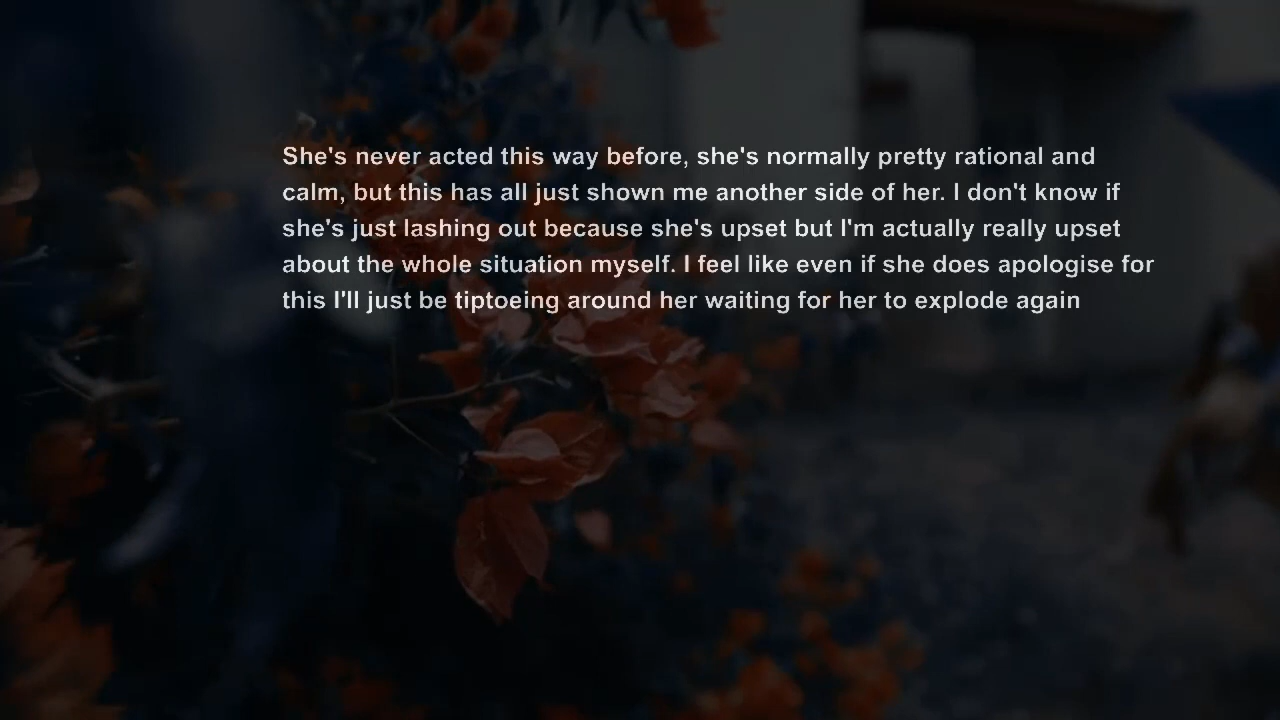 She's never acted this way before, she's normally pretty rational and
calm, but this has all just shown me another side of her. I don't know if
she's just lashing out because she's upset but I'm actually really upset
about the whole situation myself. I feel like even if she does apologise for
this I'll just be tiptoeing around her waiting for her to explode again